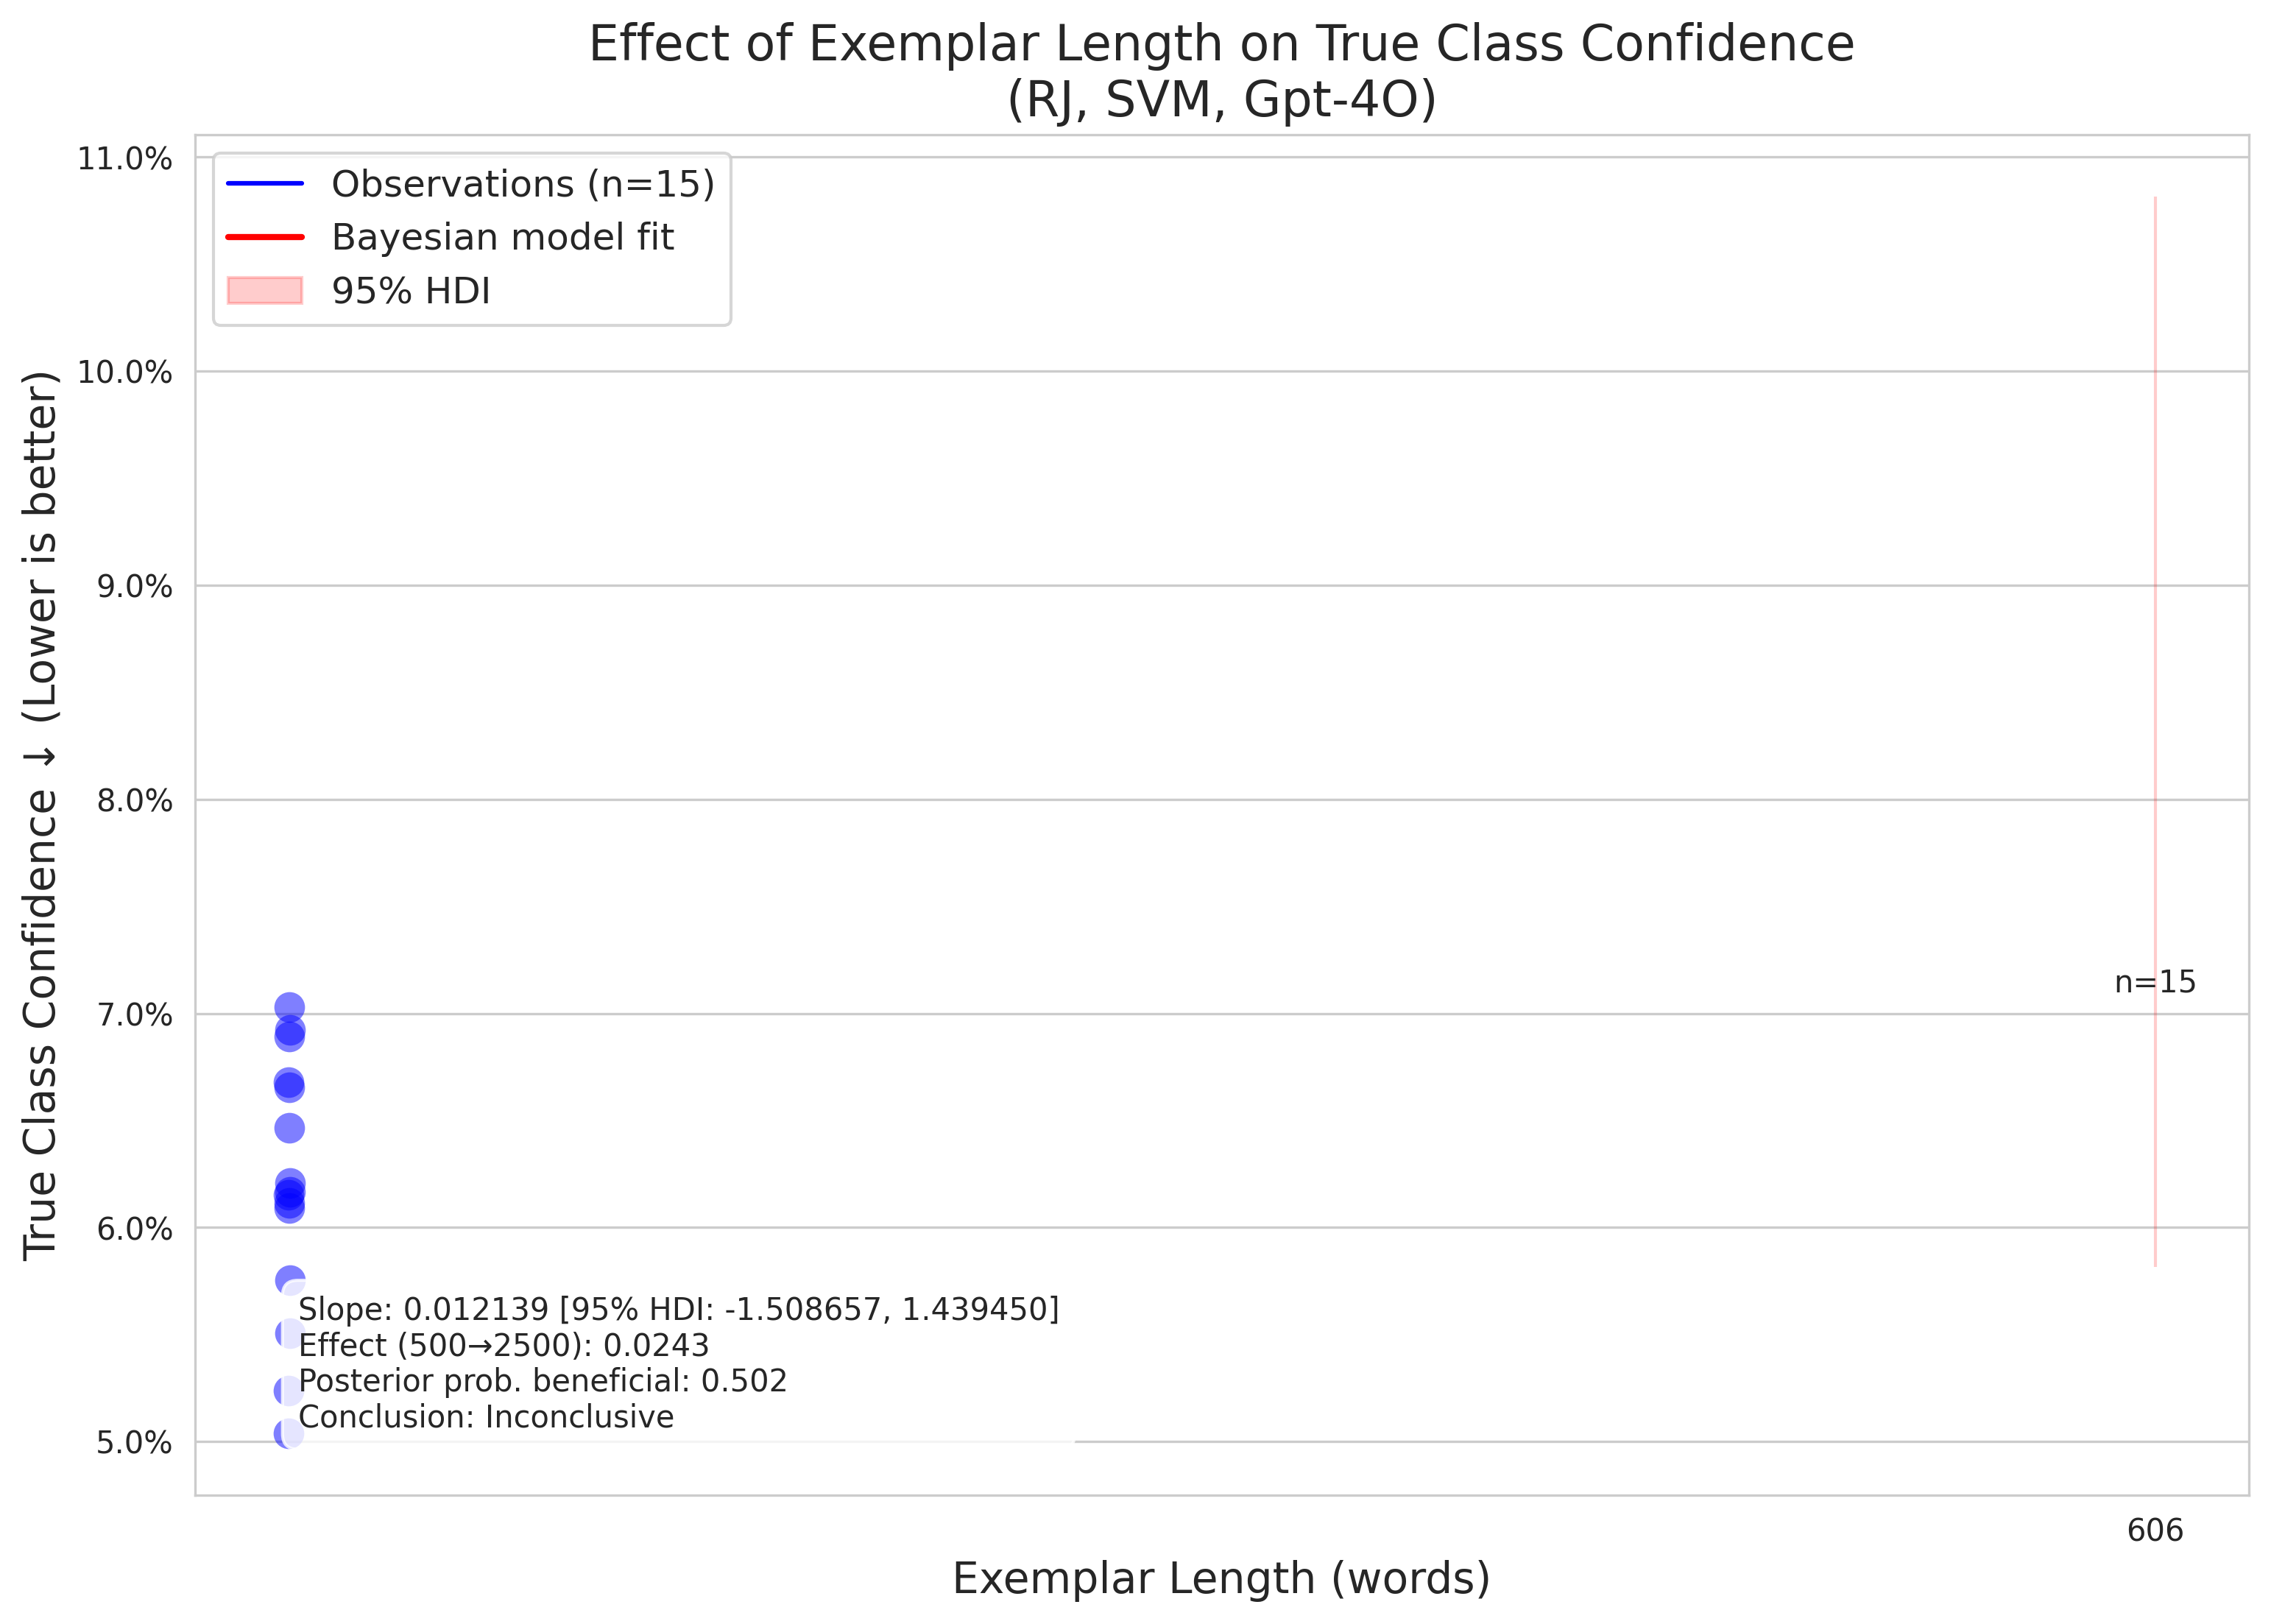 Effect of Exemplar Length on True Class Confidence
(RJ, SVM, Gpt-4O)
Observations (n=15)
Bayesian model fit
95% HDI
True Class Confidence ↓ (Lower is better)
11.0%
10.0%
9.0%
8.0%
7.0%
6.0%
5.0%
n=15
Slope: 0.012139 [95% HDI: -1.508657, 1.439450]
Effect (500→2500): 0.0243
Posterior prob. beneficial: 0.502
Conclusion: Inconclusive
606
Exemplar Length (words)